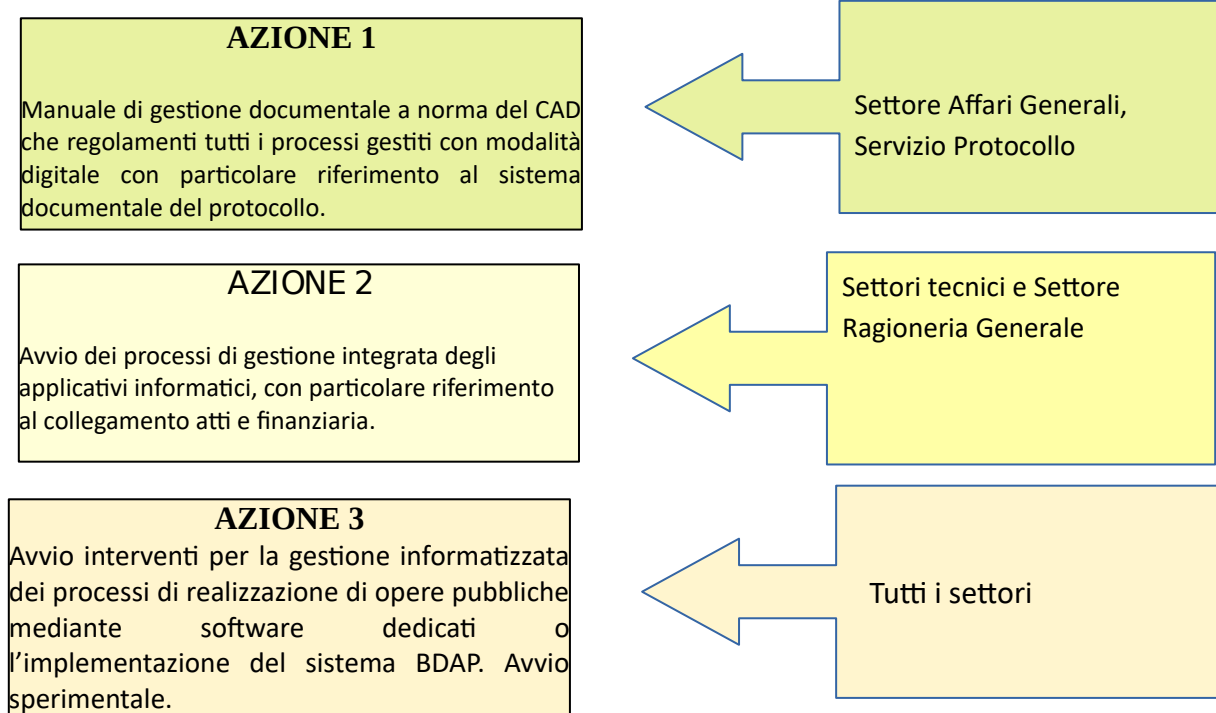 AZIONE 1
Manuale di gestione documentale a norma del CAD
che regolamenti tutti i processi gestiti con modalità
digitale con particolare riferimento al sistema
documentale del protocollo.
Settore Affari Generali,
Servizio Protocollo
AZIONE 2
Avvio dei processi di gestione integrata degli
applicativi informatici, con particolare riferimento
al collegamento atti e finanziaria.
Settori tecnici e Settore
Ragioneria Generale
AZIONE 3
Avvio interventi per la gestione informatizzata
dei processi di realizzazione di opere pubbliche
mediante software dedicati o
l’implementazione del sistema BDAP. Avvio
sperimentale.
Tutti i settori